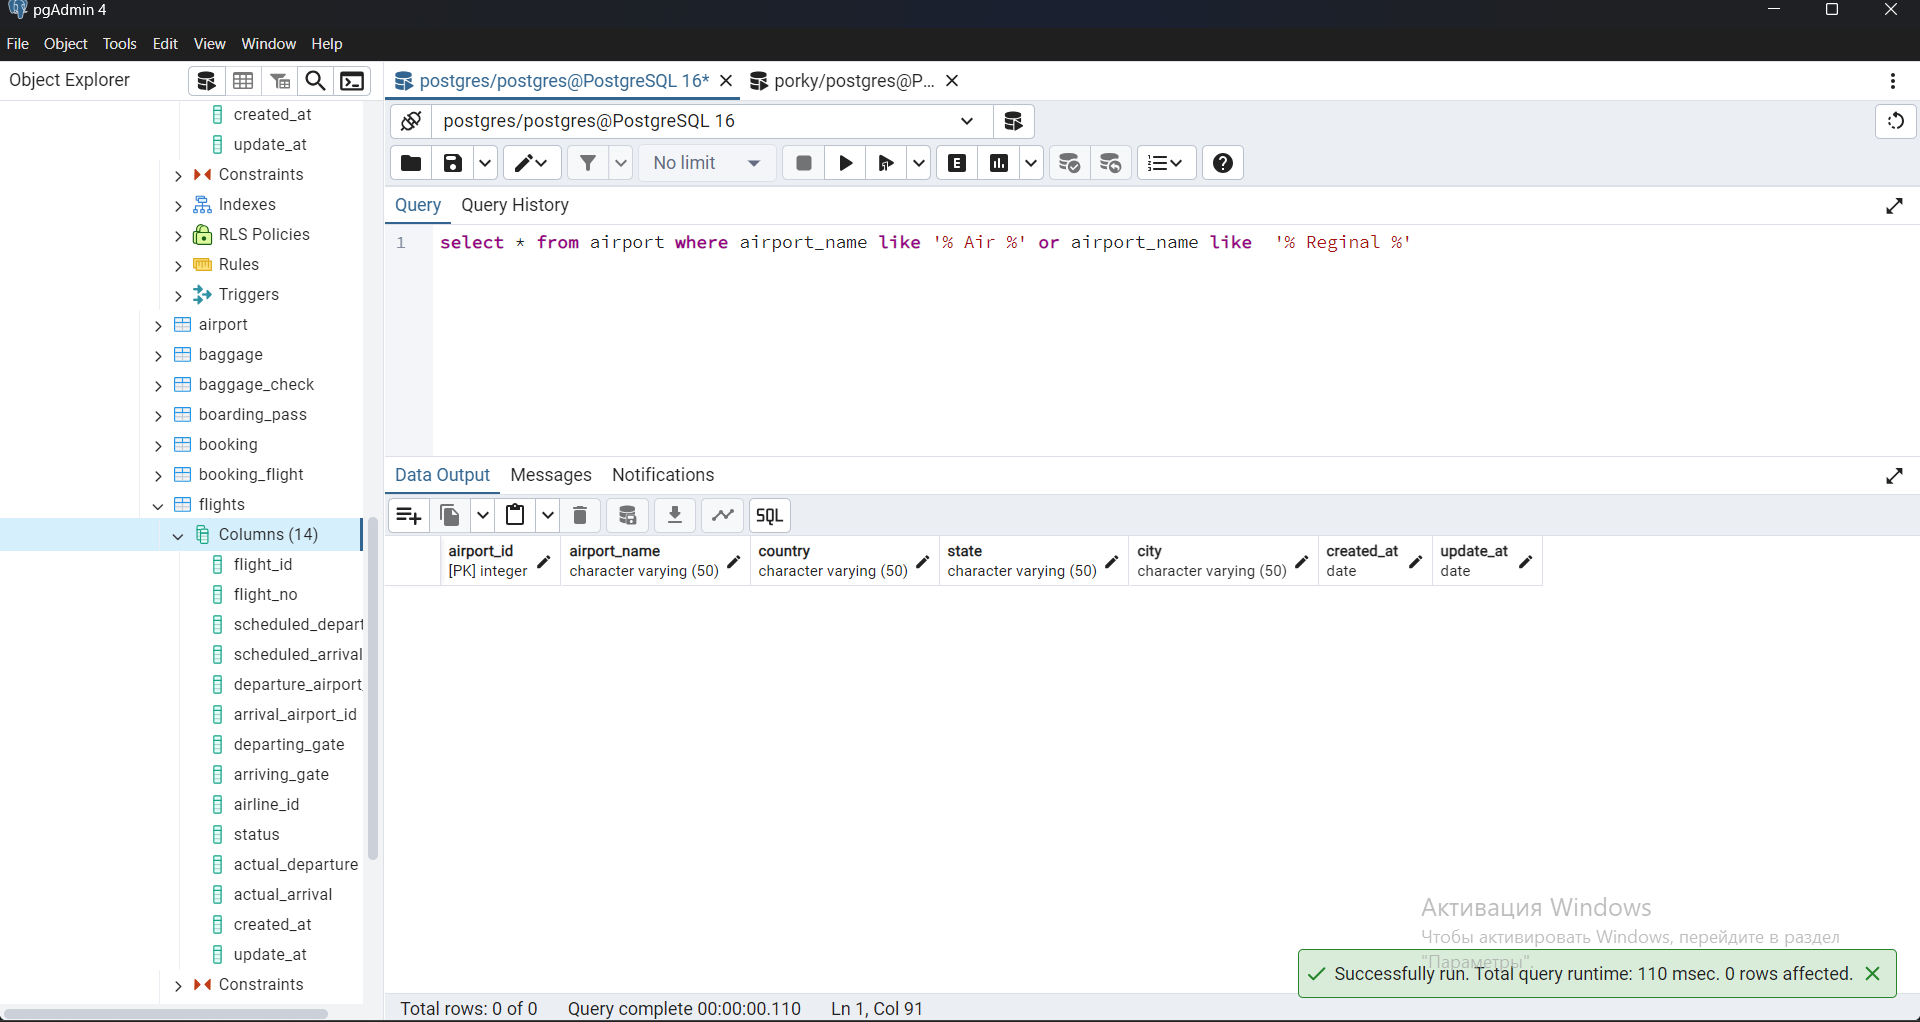 pgAdmin 4
File Object Tools Edit View Window Help
Object Explorer
postgres/postgres@PostgreSQL 16*
porky/postgres@P...
postgres/postgres@PostgreSQL 16
No limit
E
Query Query History
1 select * from airport where airport_name like '% Air %' or airport_name like  '% Reginal %'
created_at
update_at
Constraints
Indexes
RLS Policies
Rules
Triggers
airport
baggage
baggage_check
boarding_pass
booking
booking_flight
flights
Columns (14)
flight_id
flight_no
scheduled_depart
scheduled_arrival
departure_airport_
arrival_airport_id
departing_gate
arriving_gate
airline_id
status
actual_departure
actual_arrival
created_at
update_at
Constraints
Data Output Messages Notifications
SQL
airport_id
[PK] integer
airport_name
character varying (50)
country
character varying (50)
state
character varying (50)
city
character varying (50)
created_at
date
update_at
date
Активация Windows
Чтобы активировать Windows, перейдите в раздел
"Параметры".
Successfully run. Total query runtime: 110 msec. 0 rows affected.
Total rows: 0 of 0 Query complete 00:00:00.110 Ln 1, Col 91